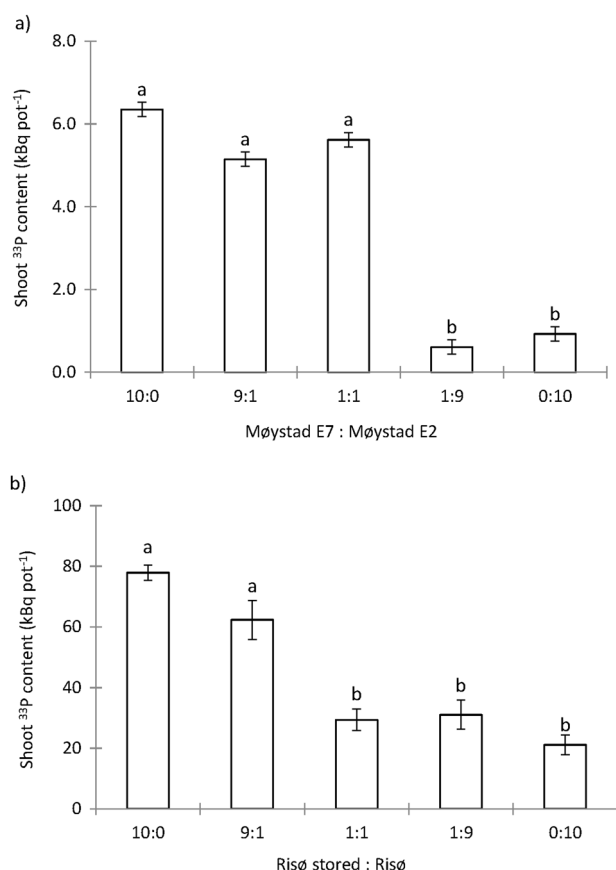 a)
Shoot ³³P content (kBq pot⁻¹)
8.0
6.0
4.0
2.0
0.0
a
a
a
b
b
10:0 9:1 1:1 1:9 0:10
Møystad E7 : Møystad E2
b)
Shoot ³³P content (kBq pot⁻¹)
100
80
60
40
20
0
a
a
b
b
b
10:0 9:1 1:1 1:9 0:10
Risø stored : Risø